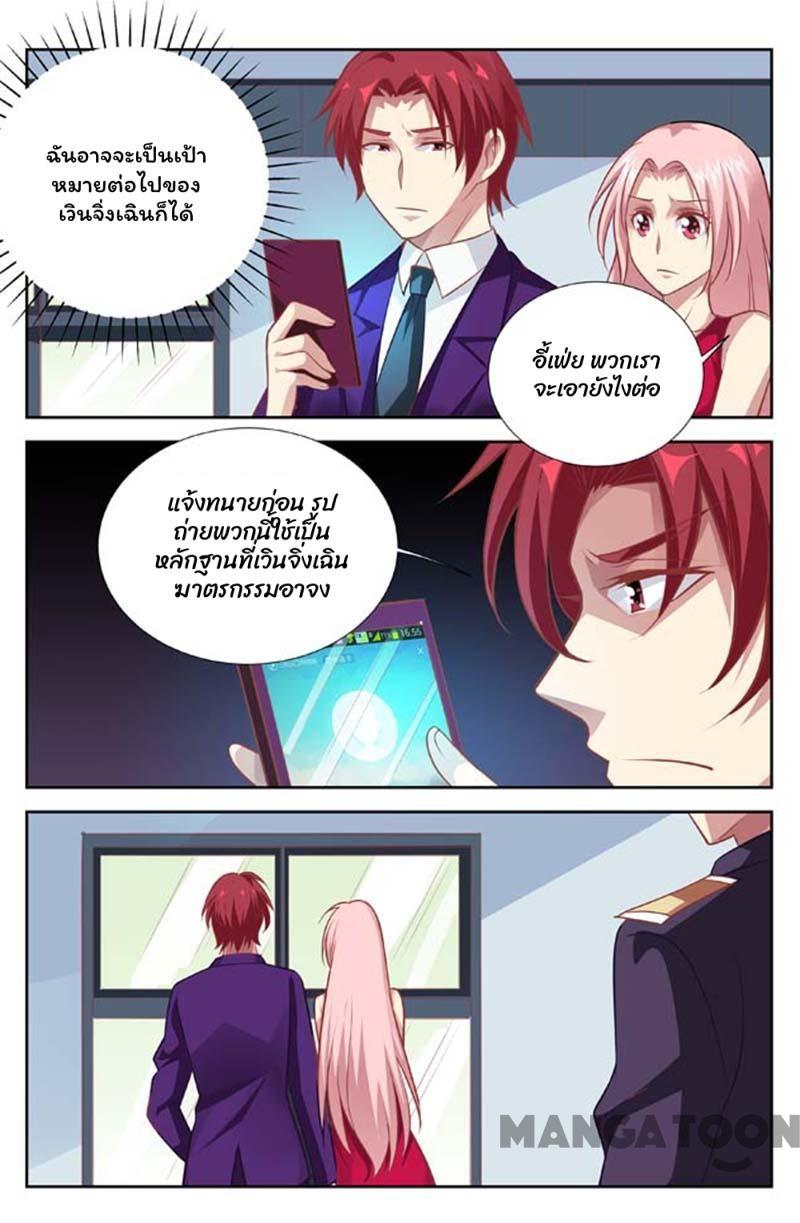 ฉันอาจจะเป็นเป้า
หมายต่อไปของ
เวินจิ่งเฉินก็ได้
อี้เฟย พวกเรา
จะเอายังไงต่อ
แจ้งทนายก่อน รูป
ถ่ายพวกนี้ใช้เป็น
หลักฐานที่เวินจิ่งเฉิน
ฆาตรกรรมอาจง
16:55
MANGATOON